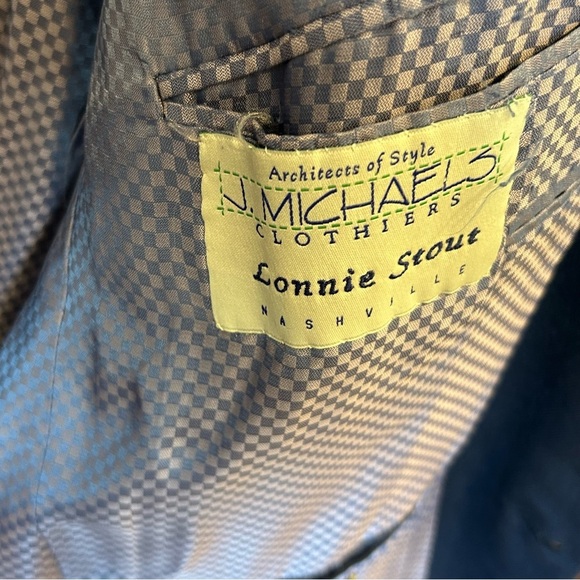 Architects of Style
J. MICHAELS
CLOTHIERS
Lonnie Stout
NASHVILLE